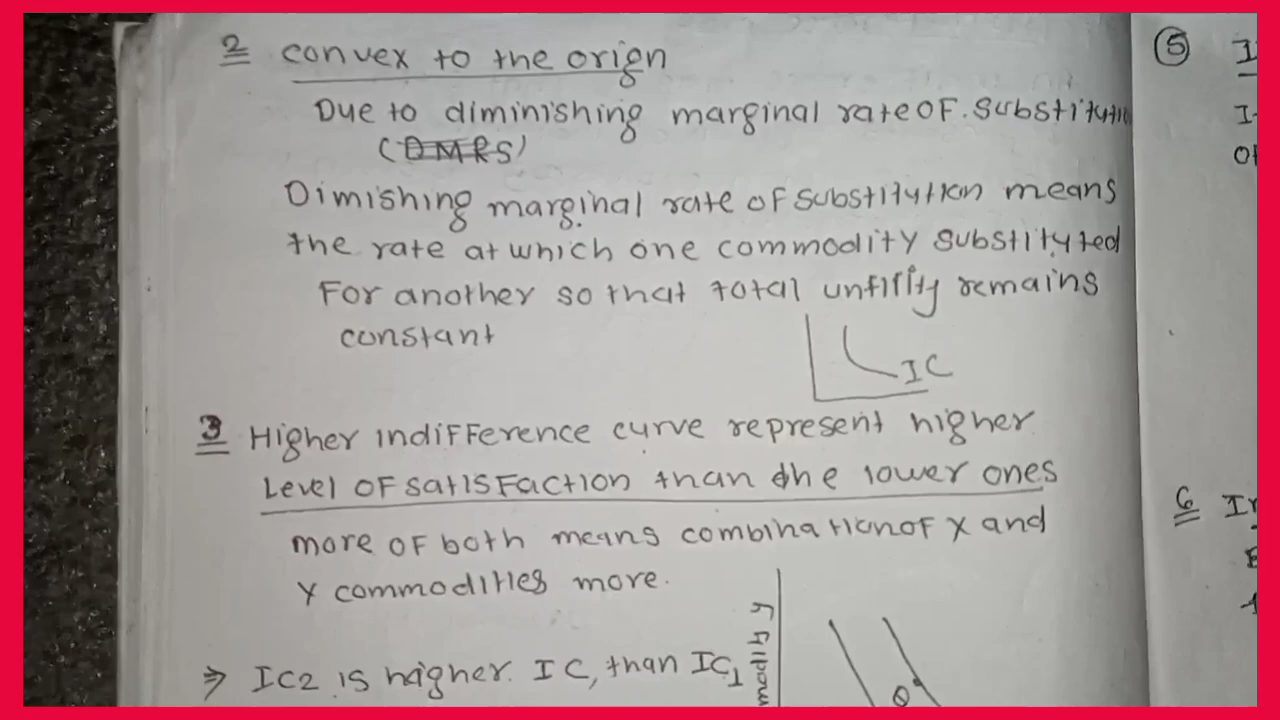 2 convex to the orign
Due to diminishing marginal rate of substitution
(DMRS)
Dimishing marginal rate of substitution means
the rate at which one commodity substituted
For another so that total utility remains
constant
IC
3 Higher indifference curve represent higher
Level of satisfaction than the lower ones
more of both means combination of X and
Y commodities more.
⇒ IC2 is higher IC, than IC1
Q
5
6